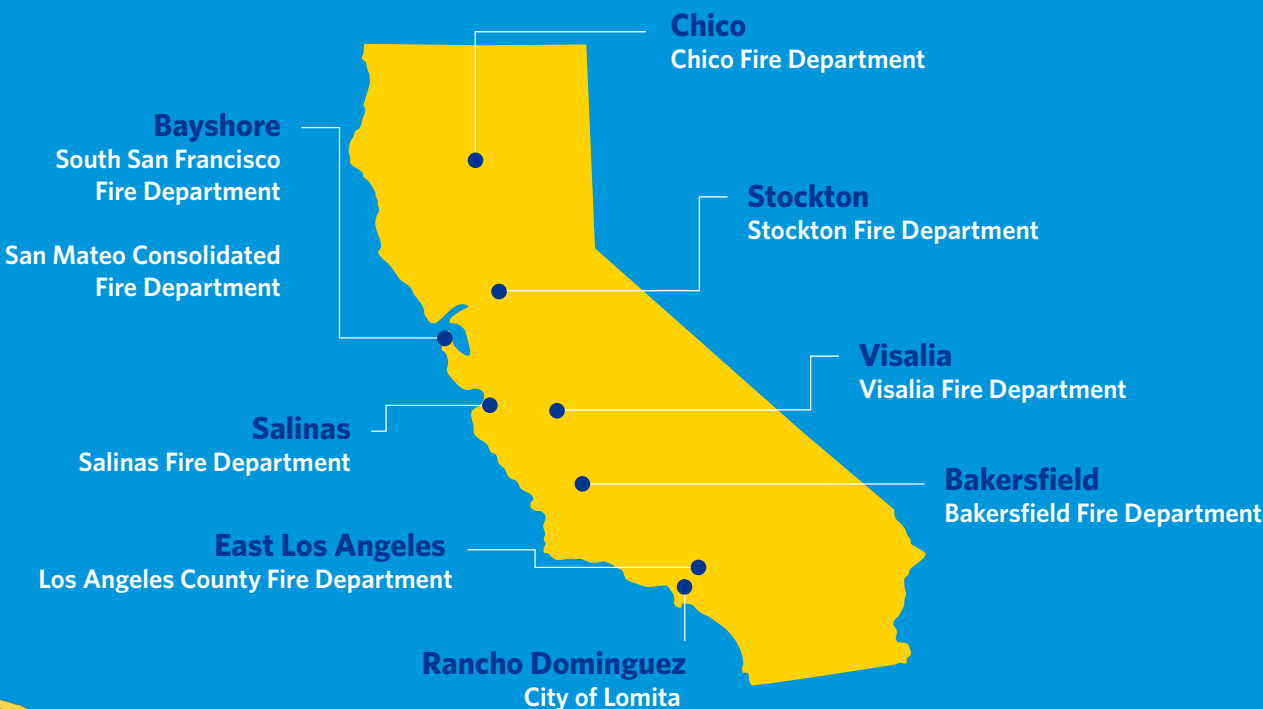 Chico
Chico Fire Department
Bayshore
South San Francisco
Fire Department
San Mateo Consolidated
Fire Department
Stockton
Stockton Fire Department
Visalia
Visalia Fire Department
Salinas
Salinas Fire Department
Bakersfield
Bakersfield Fire Department
East Los Angeles
Los Angeles County Fire Department
Rancho Dominguez
City of Lomita